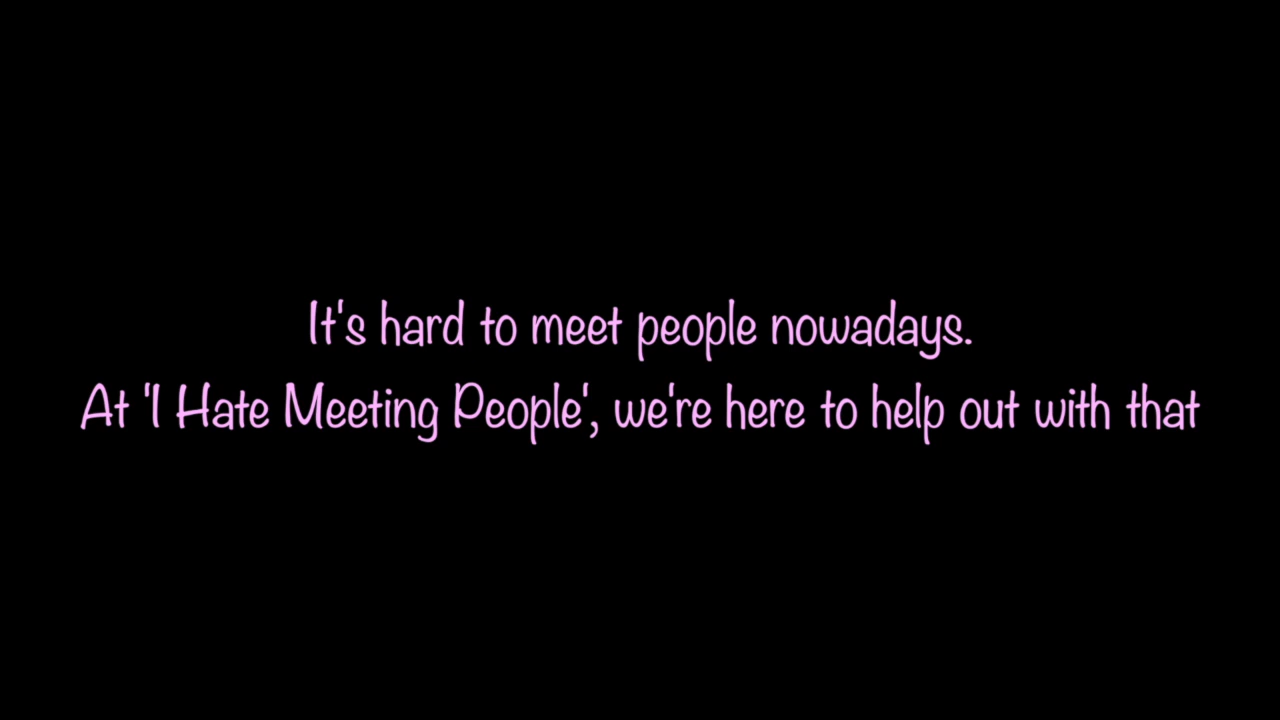 It's hard to meet people nowadays.
At 'I Hate Meeting People', we're here to help out with that